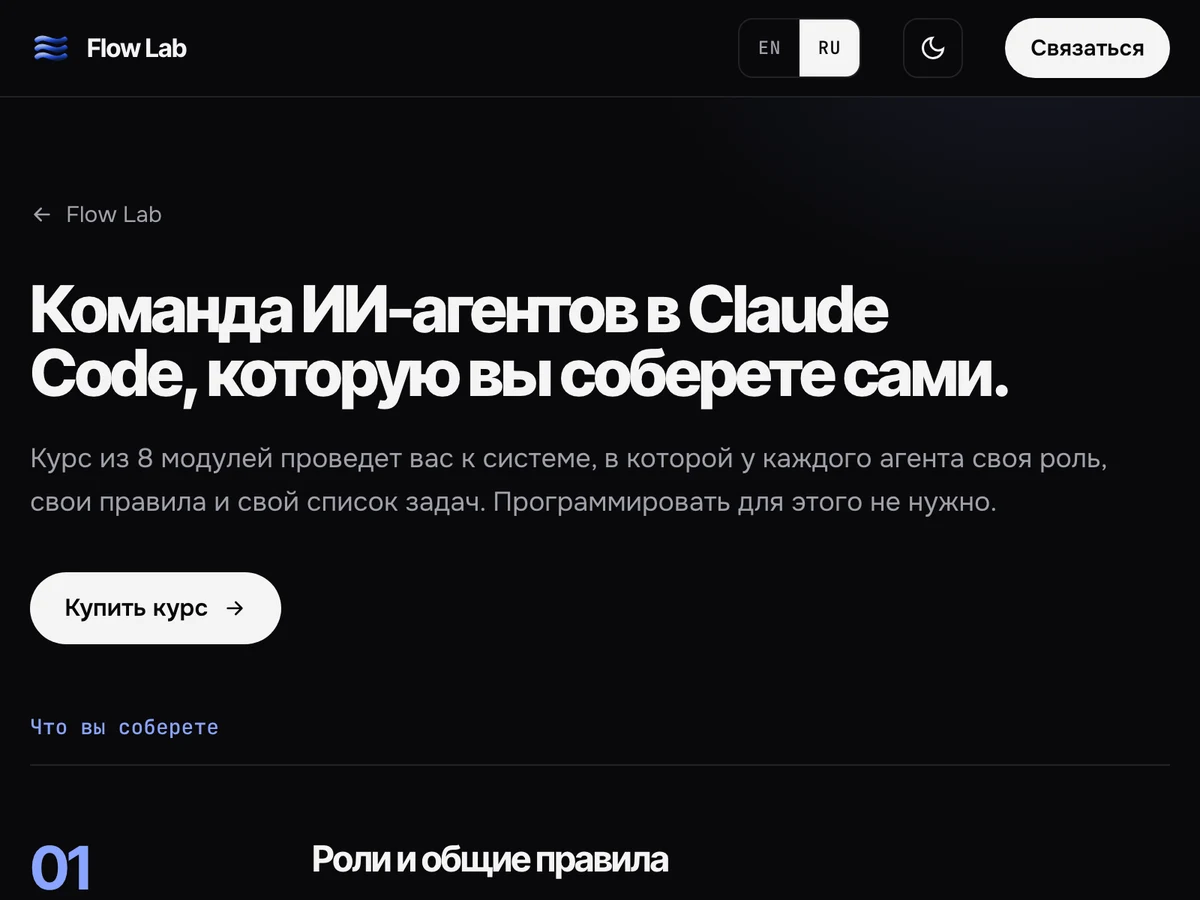 Flow Lab
EN
RU
Связаться
← Flow Lab
Команда ИИ-агентов в Claude
Code, которую вы соберете сами.
Курс из 8 модулей проведет вас к системе, в которой у каждого агента своя роль,
свои правила и свой список задач. Программировать для этого не нужно.
Купить курс →
Что вы соберете
01
Роли и общие правила